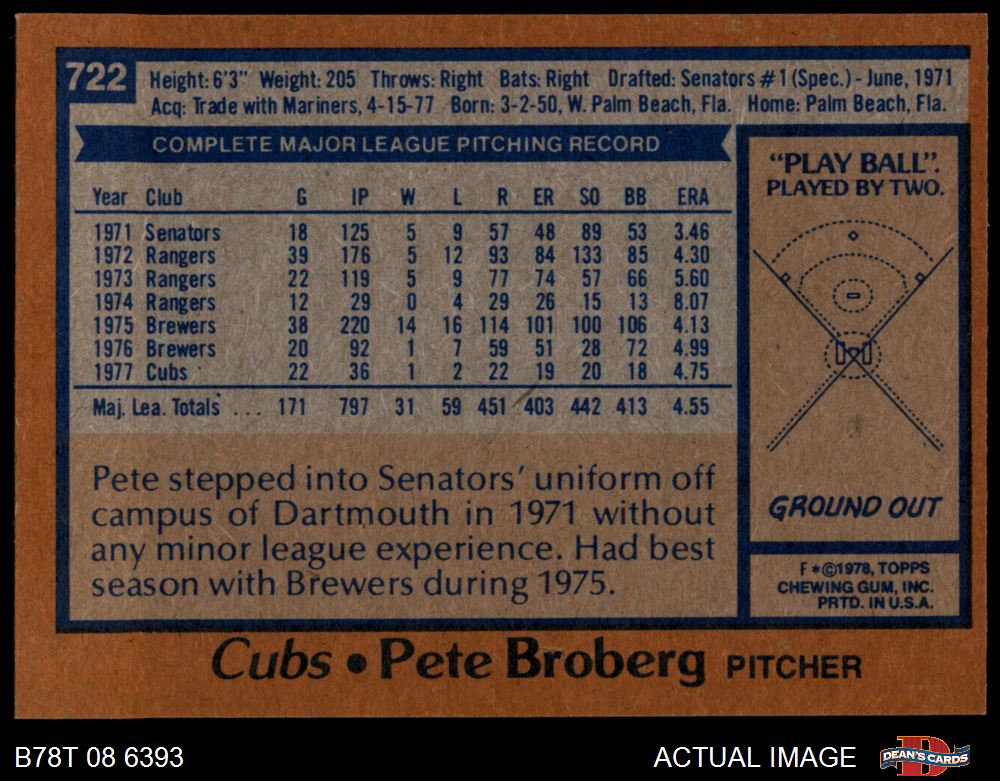 722
Height: 6'3" Weight: 205 Throws: Right Bats: Right Drafted: Senators #1 (Spec.) - June, 1971
Acq: Trade with Mariners, 4-15-77 Born: 3-2-50, W. Palm Beach, Fla. Home: Palm Beach, Fla.
COMPLETE MAJOR LEAGUE PITCHING RECORD
Year Club G IP W L R ER SO BB ERA
1971 Senators 18 125 5 9 57 48 89 53 3.46
1972 Rangers 39 176 5 12 93 84 133 85 4.30
1973 Rangers 22 119 5 9 77 74 57 66 5.60
1974 Rangers 12 29 0 4 29 26 15 13 8.07
1975 Brewers 38 220 14 16 114 101 100 106 4.13
1976 Brewers 20 92 1 7 59 51 28 72 4.99
1977 Cubs 22 36 1 2 22 19 20 18 4.75
Maj. Lea. Totals ... 171 797 31 59 451 403 442 413 4.55
Pete stepped into Senators' uniform off
campus of Dartmouth in 1971 without
any minor league experience. Had best
season with Brewers during 1975.
"PLAY BALL".
PLAYED BY TWO.
GROUND OUT
F*©1978, TOPPS
CHEWING GUM, INC.
PRTD. IN U.S.A.
Cubs • Pete Broberg PITCHER
B78T 08 6393
ACTUAL IMAGE
DEAN'S CARDS